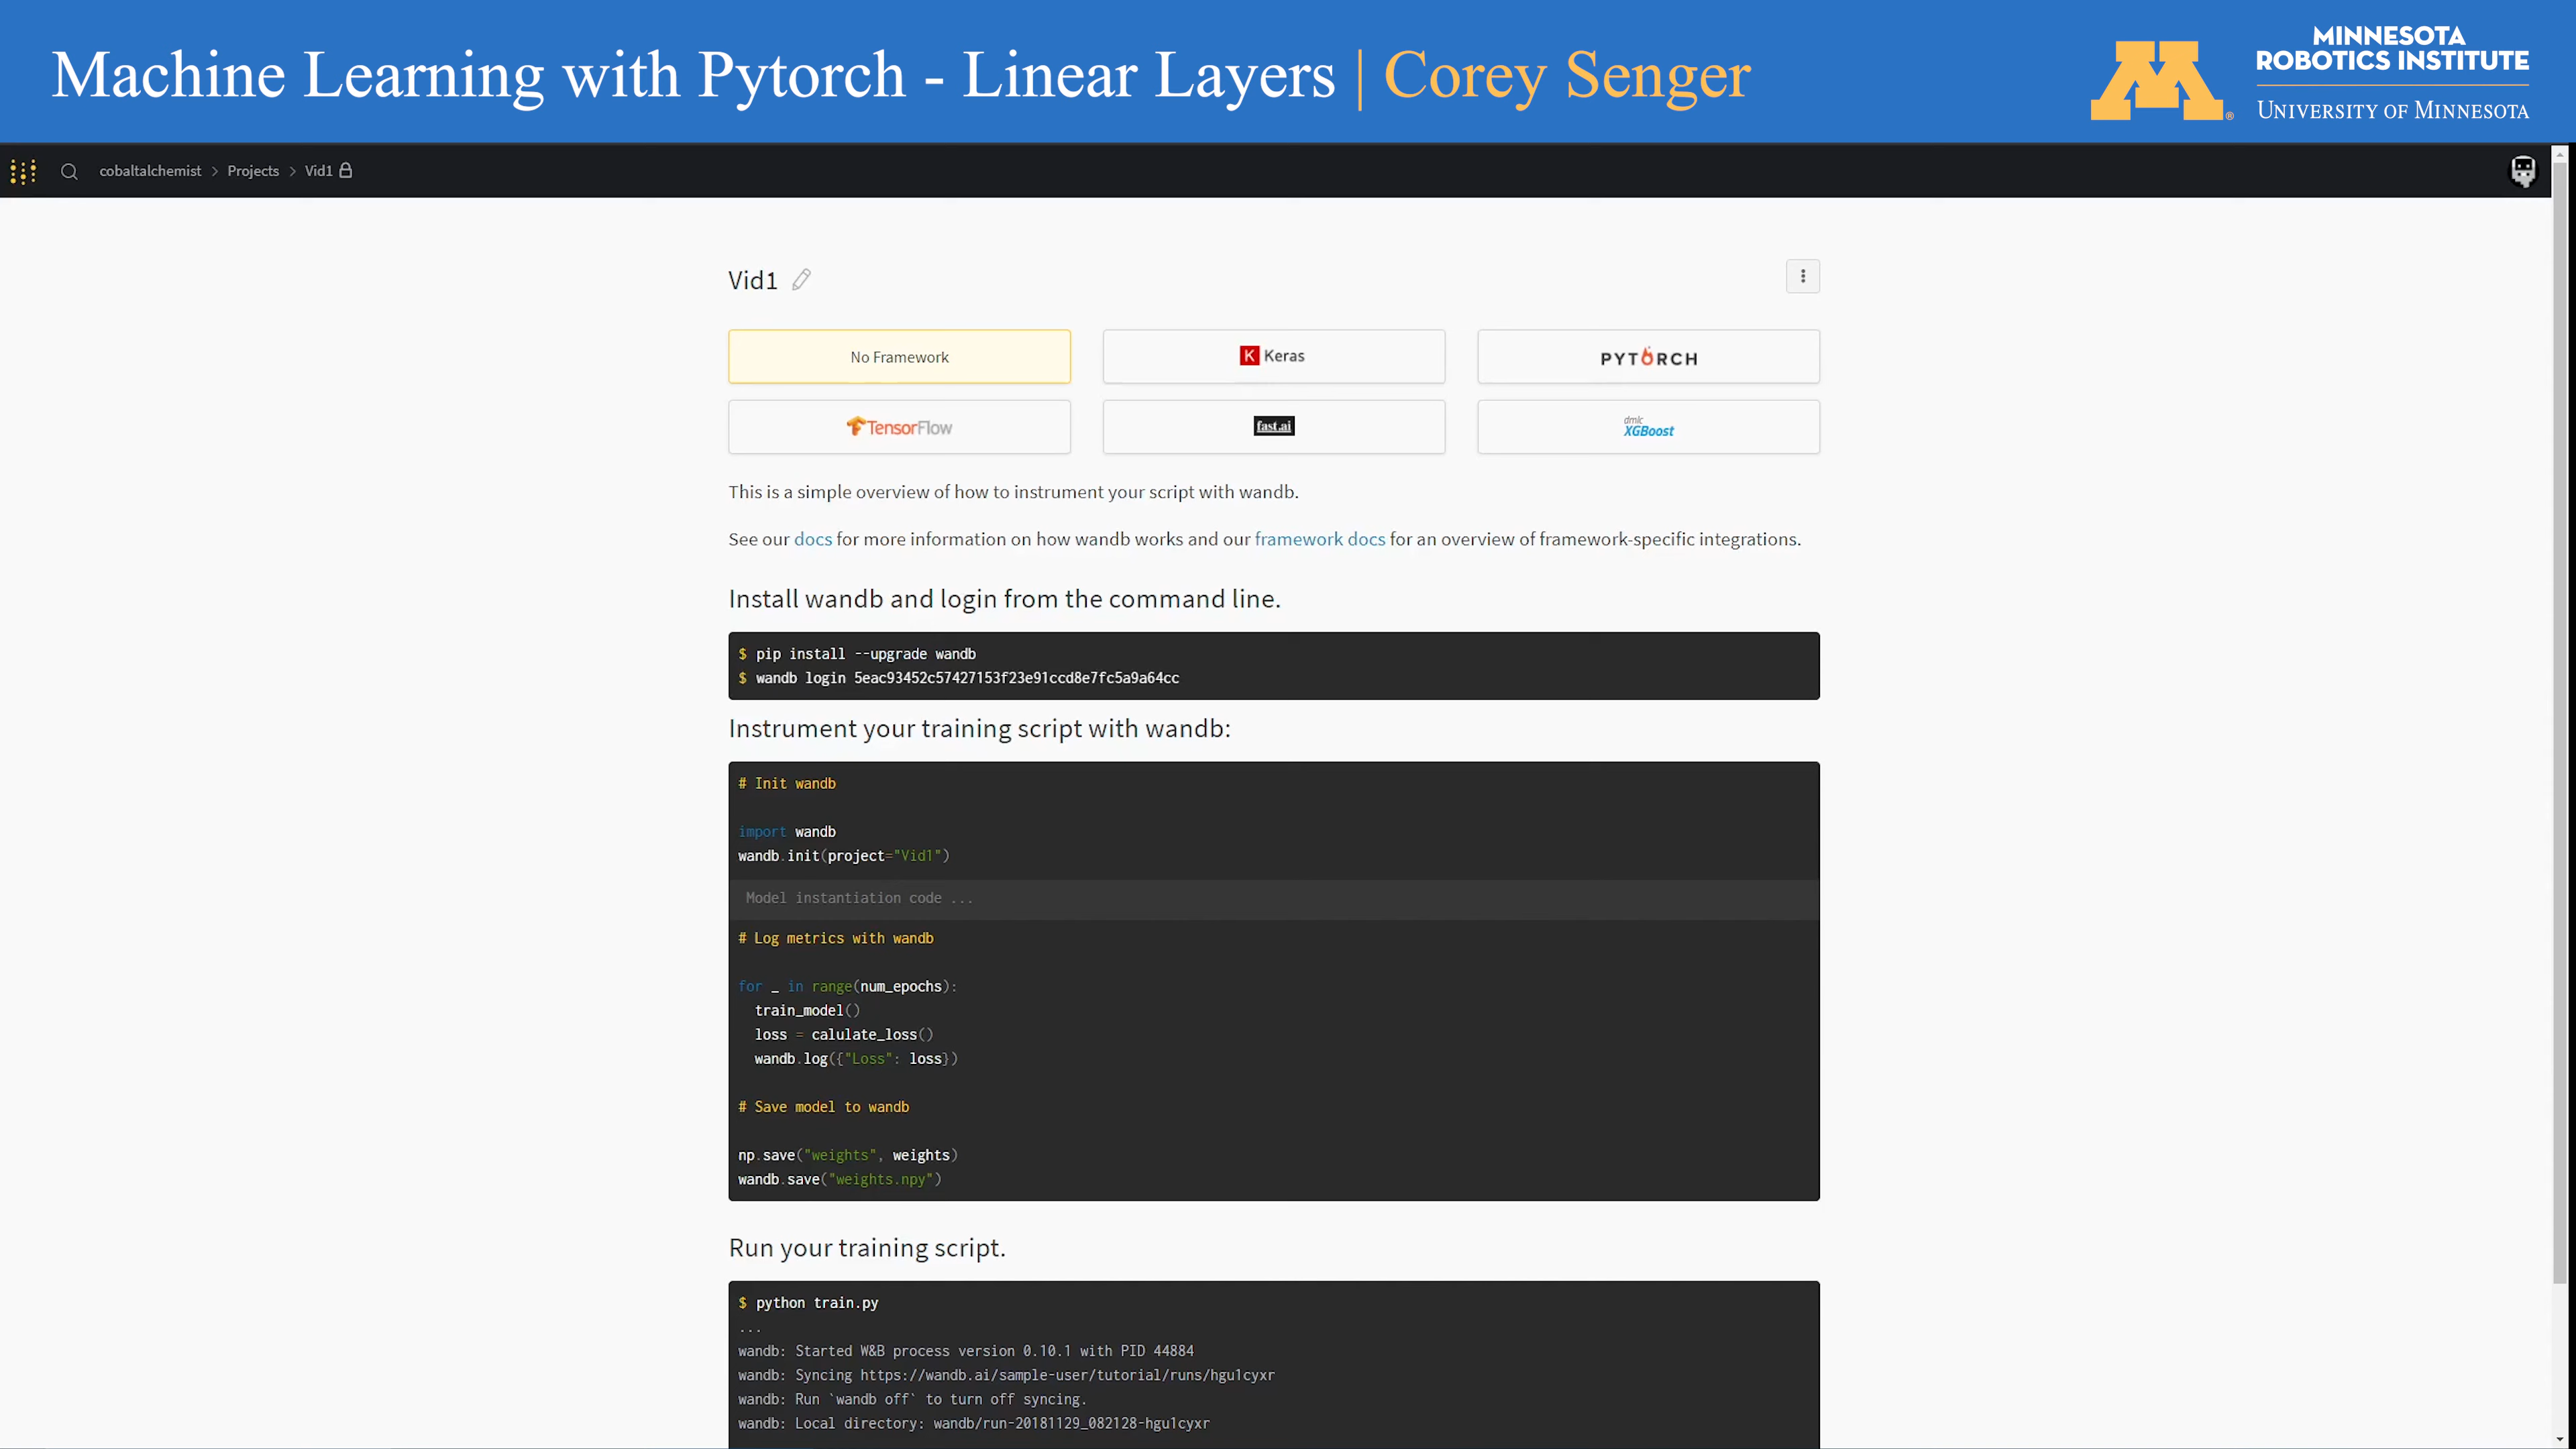 Machine Learning with Pytorch - Linear Layers | Corey Senger
MINNESOTA
ROBOTICS INSTITUTE
UNIVERSITY OF MINNESOTA
cobaltalchemist > Projects > Vid1
Vid1
No Framework
K Keras
PYTORCH
TensorFlow
fast.ai
dmlc
XGBoost
This is a simple overview of how to instrument your script with wandb.
See our docs for more information on how wandb works and our framework docs for an overview of framework-specific integrations.
Install wandb and login from the command line.
$ pip install --upgrade wandb
$ wandb login 5eac93452c57427153f23e91ccd8e7fc5a9a64cc
Instrument your training script with wandb:
# Init wandb
import wandb
wandb.init(project="Vid1")
Model instantiation code ...
# Log metrics with wandb
for _ in range(num_epochs):
train_model()
loss = calulate_loss()
wandb.log({"Loss": loss})
# Save model to wandb
np.save("weights", weights)
wandb.save("weights.npy")
Run your training script.
$ python train.py
...
wandb: Started W&B process version 0.10.1 with PID 44884
wandb: Syncing https://wandb.ai/sample-user/tutorial/runs/hgu1cyxr
wandb: Run `wandb off` to turn off syncing.
wandb: Local directory: wandb/run-20181129_082128-hgu1cyxr